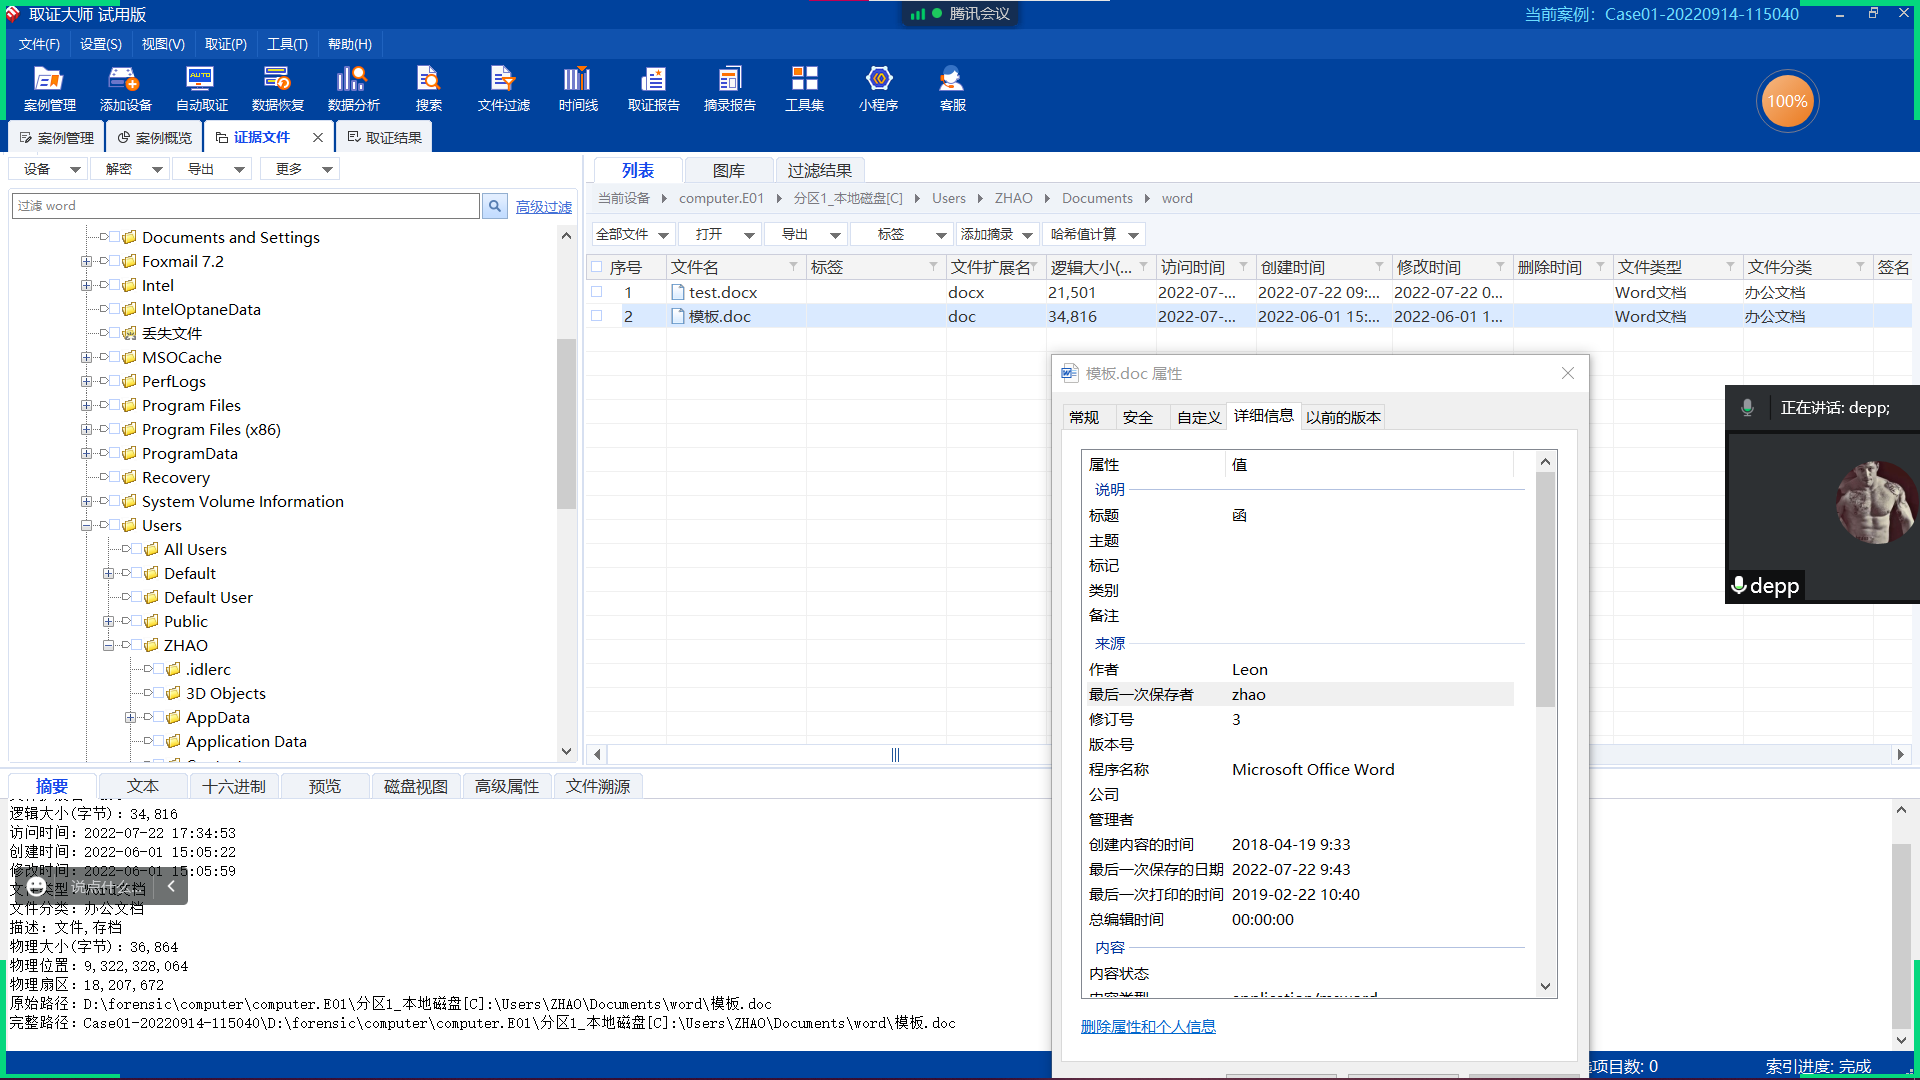 取证大师 试用版
腾讯会议
当前案例：Case01-20220914-115040
文件(F) 设置(S) 视图(V) 取证(P) 工具(T) 帮助(H)
案例管理 添加设备 自动取证 数据恢复 数据分析 搜索 文件过滤 时间线 取证报告 摘录报告 工具集 小程序 客服
100%
案例管理 案例概览 证据文件 取证结果
设备 解密 导出 更多
过滤 word
高级过滤
Documents and Settings
Foxmail 7.2
Intel
IntelOptaneData
丢失文件
MSOCache
PerfLogs
Program Files
Program Files (x86)
ProgramData
Recovery
System Volume Information
Users
All Users
Default
Default User
Public
ZHAO
.idlerc
3D Objects
AppData
Application Data
列表 图库 过滤结果
当前设备 computer.E01 分区1_本地磁盘[C] Users ZHAO Documents word
全部文件 打开 导出 标签 添加摘录 哈希值计算
序号 文件名 标签 文件扩展名 逻辑大小(... 访问时间 创建时间 修改时间 删除时间 文件类型 文件分类 签名
1 test.docx docx 21,501 2022-07-... 2022-07-22 09:... 2022-07-22 0... Word文档 办公文档
2 模板.doc doc 34,816 2022-07-... 2022-06-01 15:... 2022-06-01 1... Word文档 办公文档
模板.doc 属性
常规 安全 自定义 详细信息 以前的版本
属性 值
说明
标题 函
主题
标记
类别
备注
来源
作者 Leon
最后一次保存者 zhao
修订号 3
版本号
程序名称 Microsoft Office Word
公司
管理者
创建内容的时间 2018-04-19 9:33
最后一次保存的日期 2022-07-22 9:43
最后一次打印的时间 2019-02-22 10:40
总编辑时间 00:00:00
内容
内容状态
内容类型 application/msword
删除属性和个人信息
正在讲话: depp;
depp
摘要 文本 十六进制 预览 磁盘视图 高级属性 文件溯源
逻辑大小(字节)：34,816
访问时间：2022-07-22 17:34:53
创建时间：2022-06-01 15:05:22
修改时间：2022-06-01 15:05:59
文件类型：Word文档
说点什么...
文件分类：办公文档
描述：文件,存档
物理大小(字节)：36,864
物理位置：9,322,328,064
物理扇区：18,207,672
原始路径：D:\forensic\computer\computer.E01\分区1_本地磁盘[C]:\Users\ZHAO\Documents\word\模板.doc
完整路径：Case01-20220914-115040\D:\forensic\computer\computer.E01\分区1_本地磁盘[C]:\Users\ZHAO\Documents\word\模板.doc
项目数: 0
索引进度: 完成